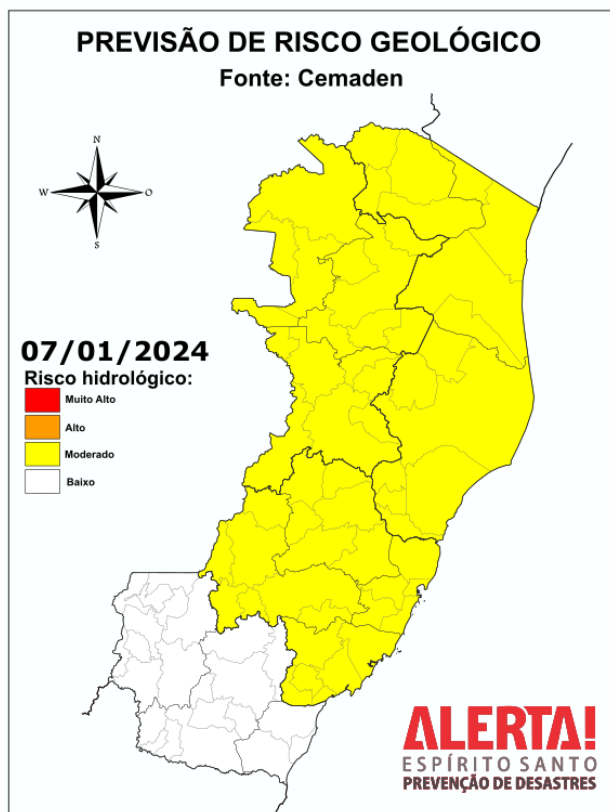 PREVISÃO DE RISCO GEOLÓGICO
Fonte: Cemaden
N
W
O
S
07/01/2024
Risco hidrológico:
Muito Alto
Alto
Moderado
Baixo
ALERTA!
ESPÍRITO SANTO
PREVENÇÃO DE DESASTRES